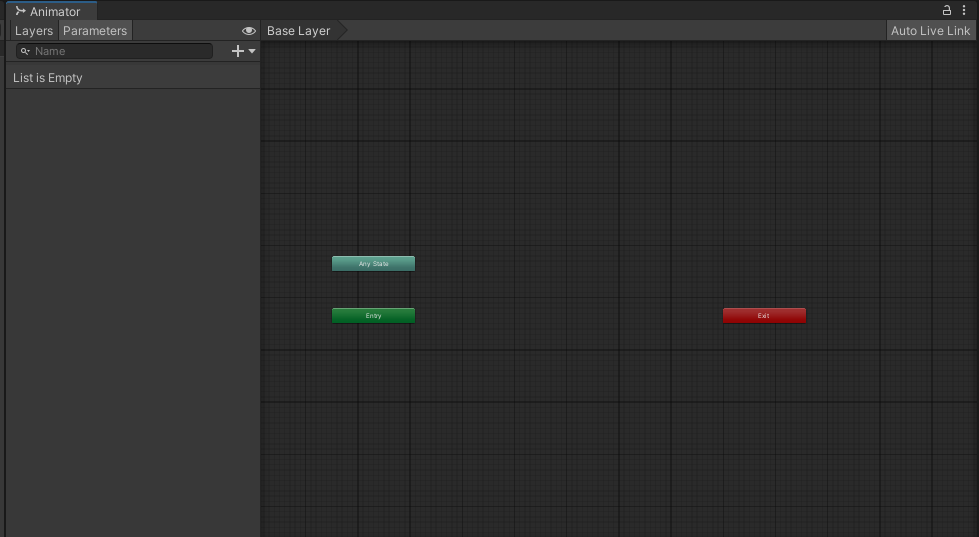 Animator
Layers Parameters
Base Layer
Auto Live Link
Name
List is Empty
Any State
Entry
Exit